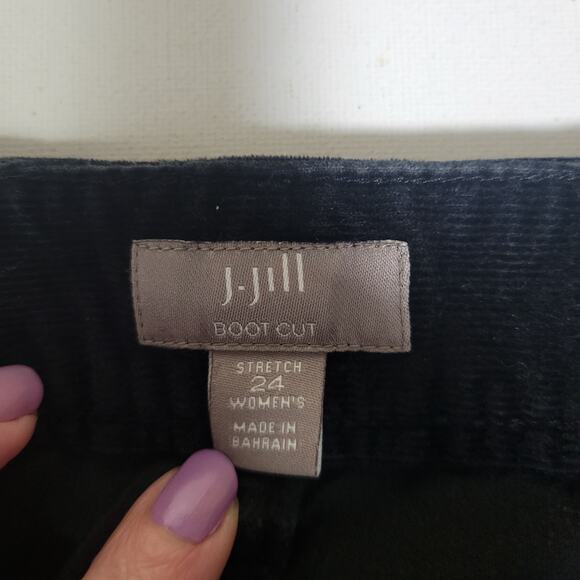 J.Jill
BOOT CUT
STRETCH
24
WOMEN'S
MADE IN
BAHRAIN